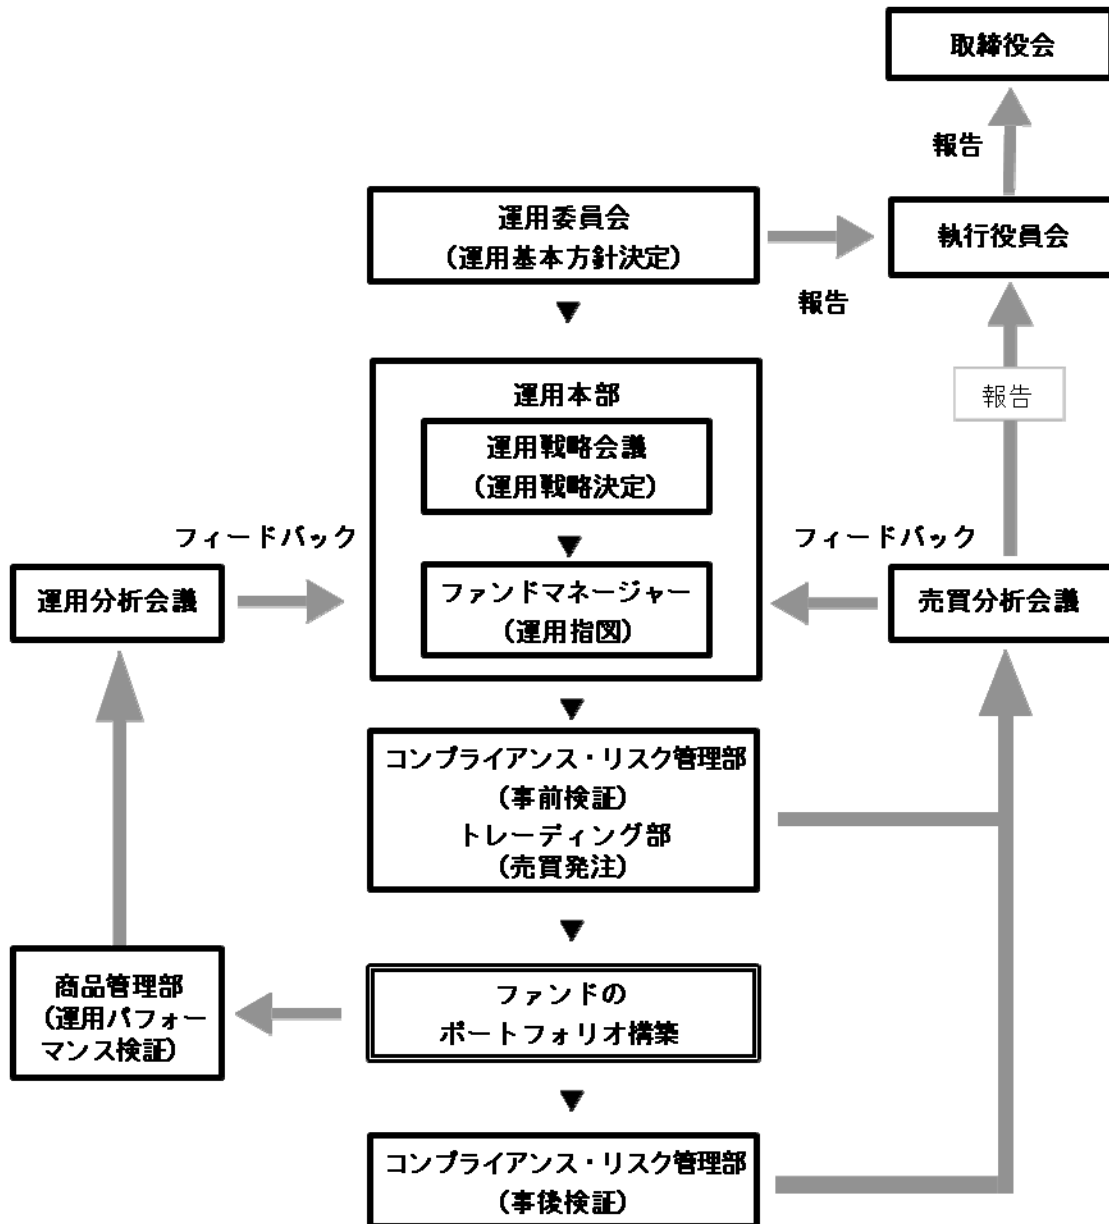 取締役会
報告
運用委員会
(運用基本方針決定)
執行役員会
報告
運用本部
報告
運用戦略会議
(運用戦略決定)
フィードバック
フィードバック
運用分析会議
ファンドマネージャー
(運用指図)
売買分析会議
コンプライアンス・リスク管理部
(事前検証)
トレーディング部
(売買発注)
商品管理部
(運用パフォー
マンス検証)
ファンドの
ポートフォリオ構築
コンプライアンス・リスク管理部
(事後検証)